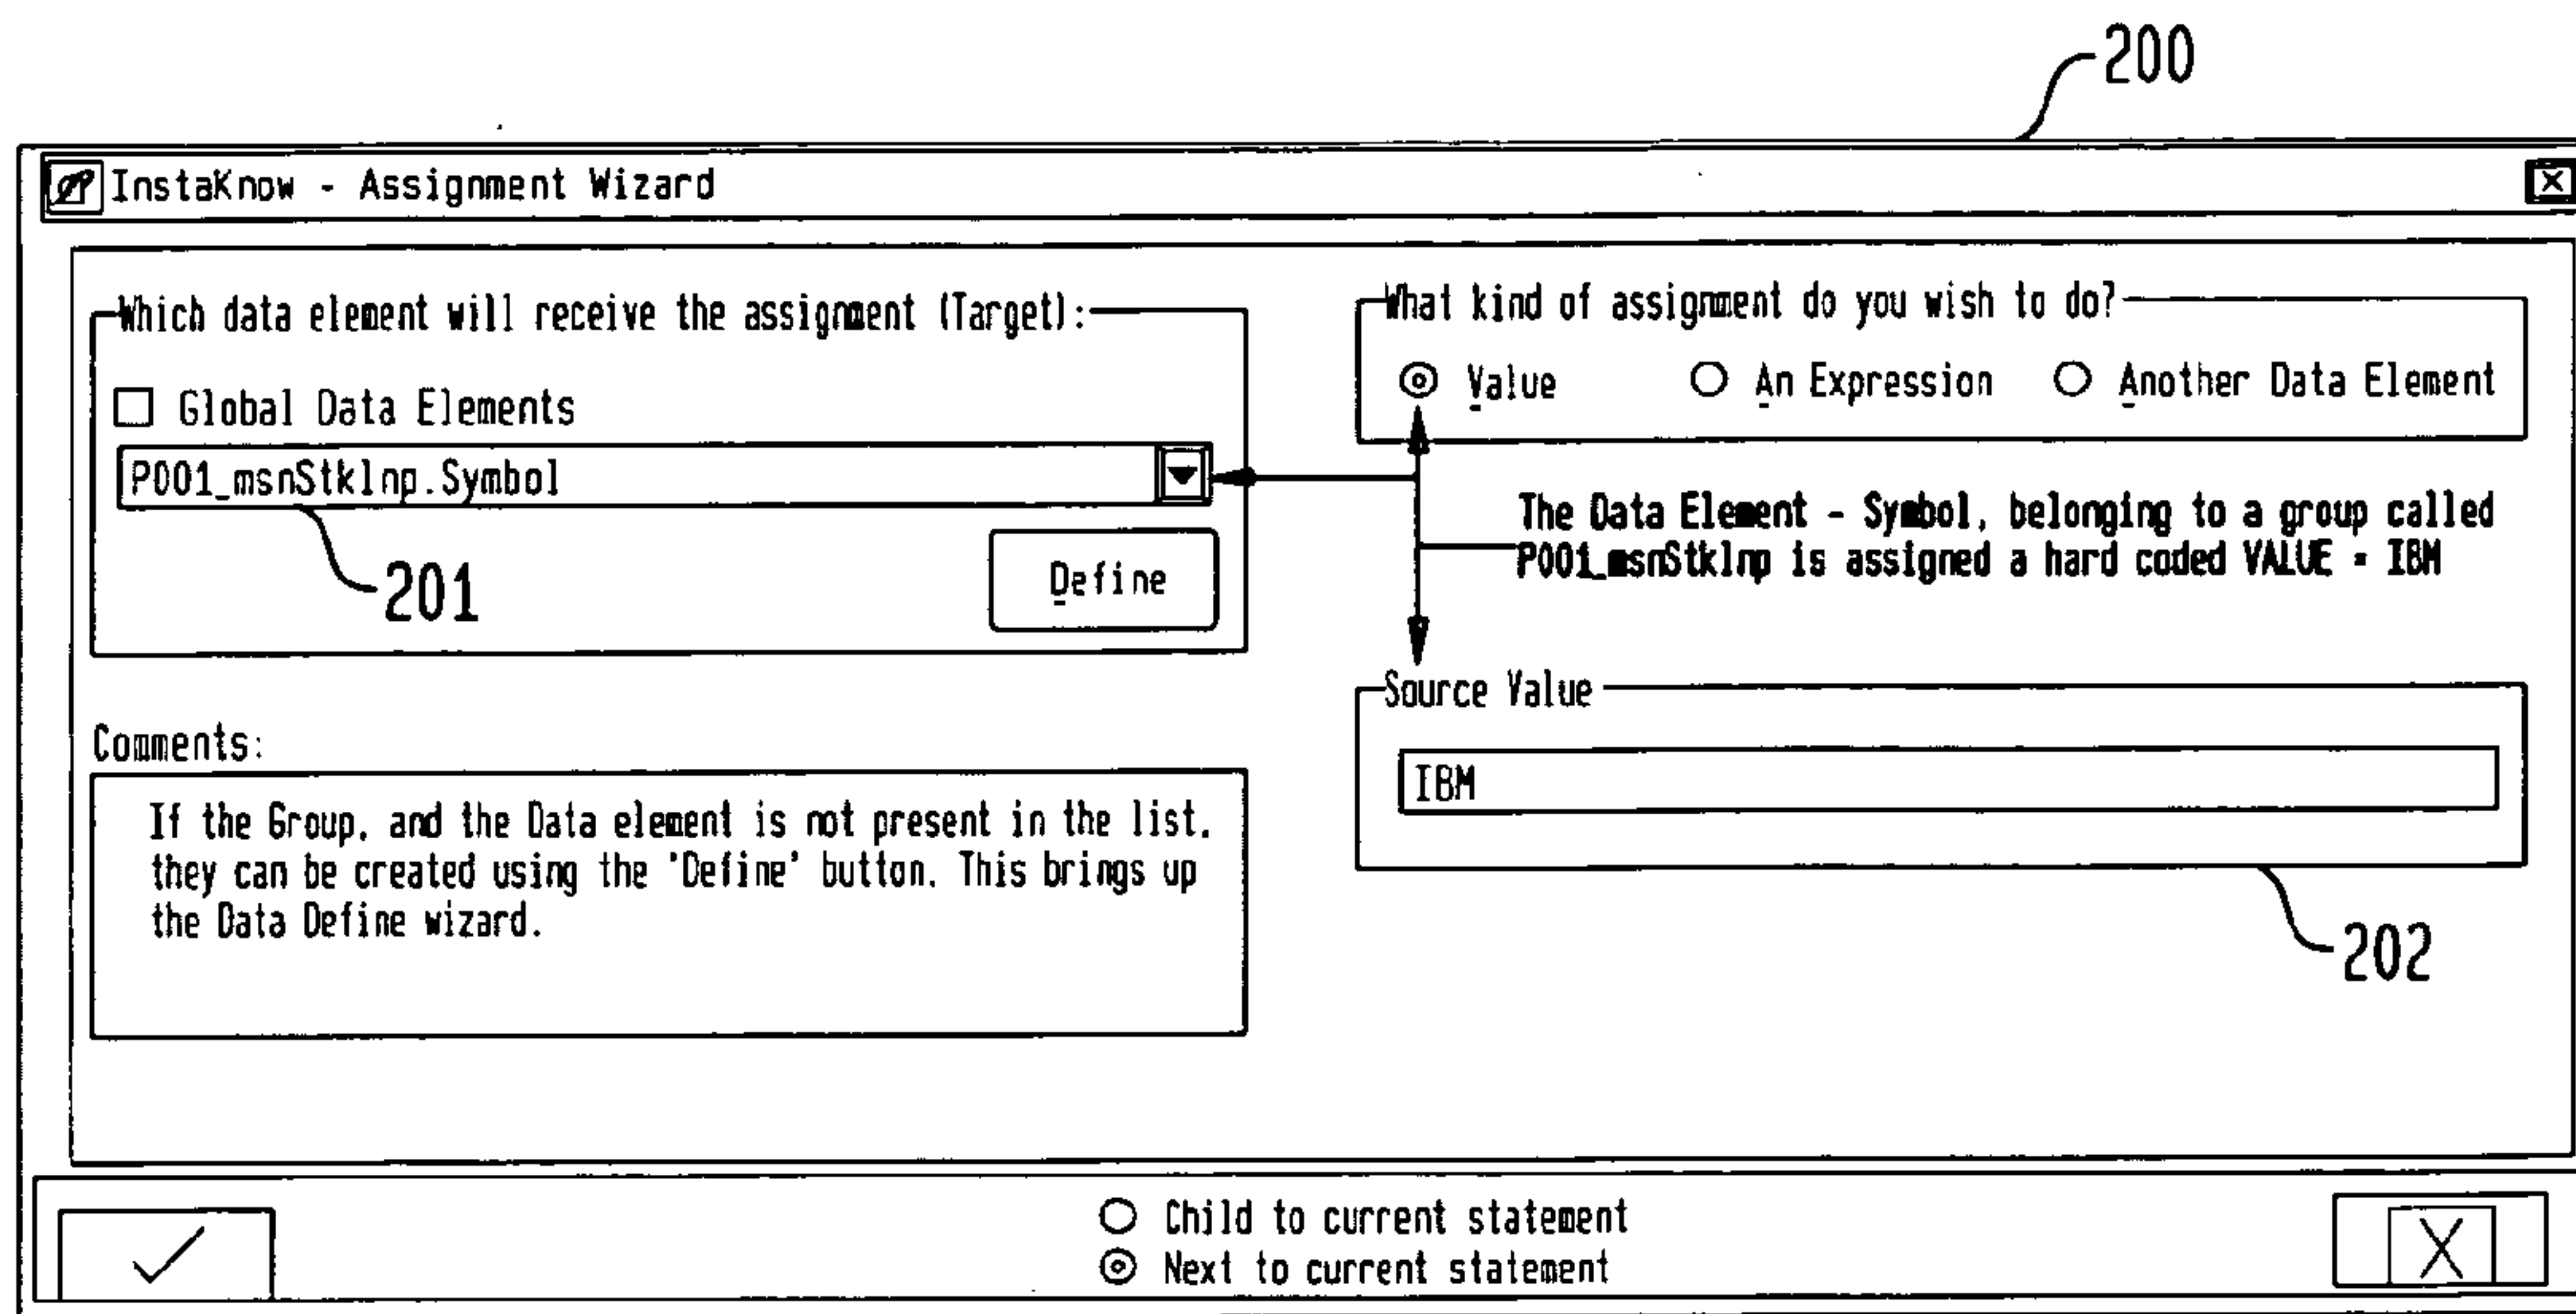 200
InstaKnow - Assignment Wizard
Which data element will receive the assignment (Target):
Global Data Elements
P001_msnStkInp.Symbol
201
Define
What kind of assignment do you wish to do?
Value An Expression Another Data Element
The Data Element - Symbol, belonging to a group called
P001_msnStkInp is assigned a hard coded VALUE = IBM
Source Value
IBM
202
Comments:
If the Group, and the Data element is not present in the list,
they can be created using the 'Define' button. This brings up
the Data Define wizard.
Child to current statement
Next to current statement